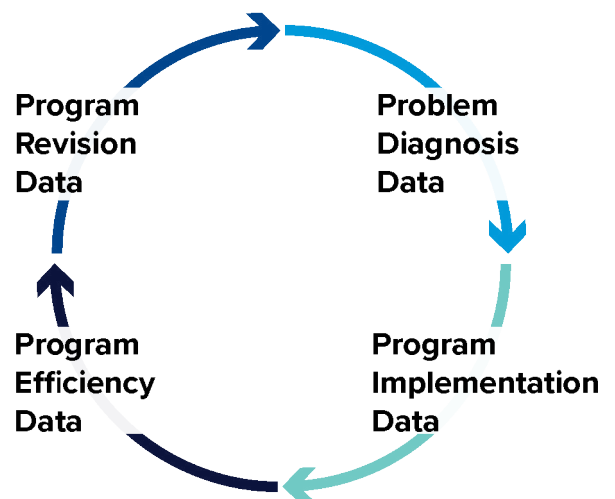 Program
Revision
Data
Problem
Diagnosis
Data
Program
Efficiency
Data
Program
Implementation
Data